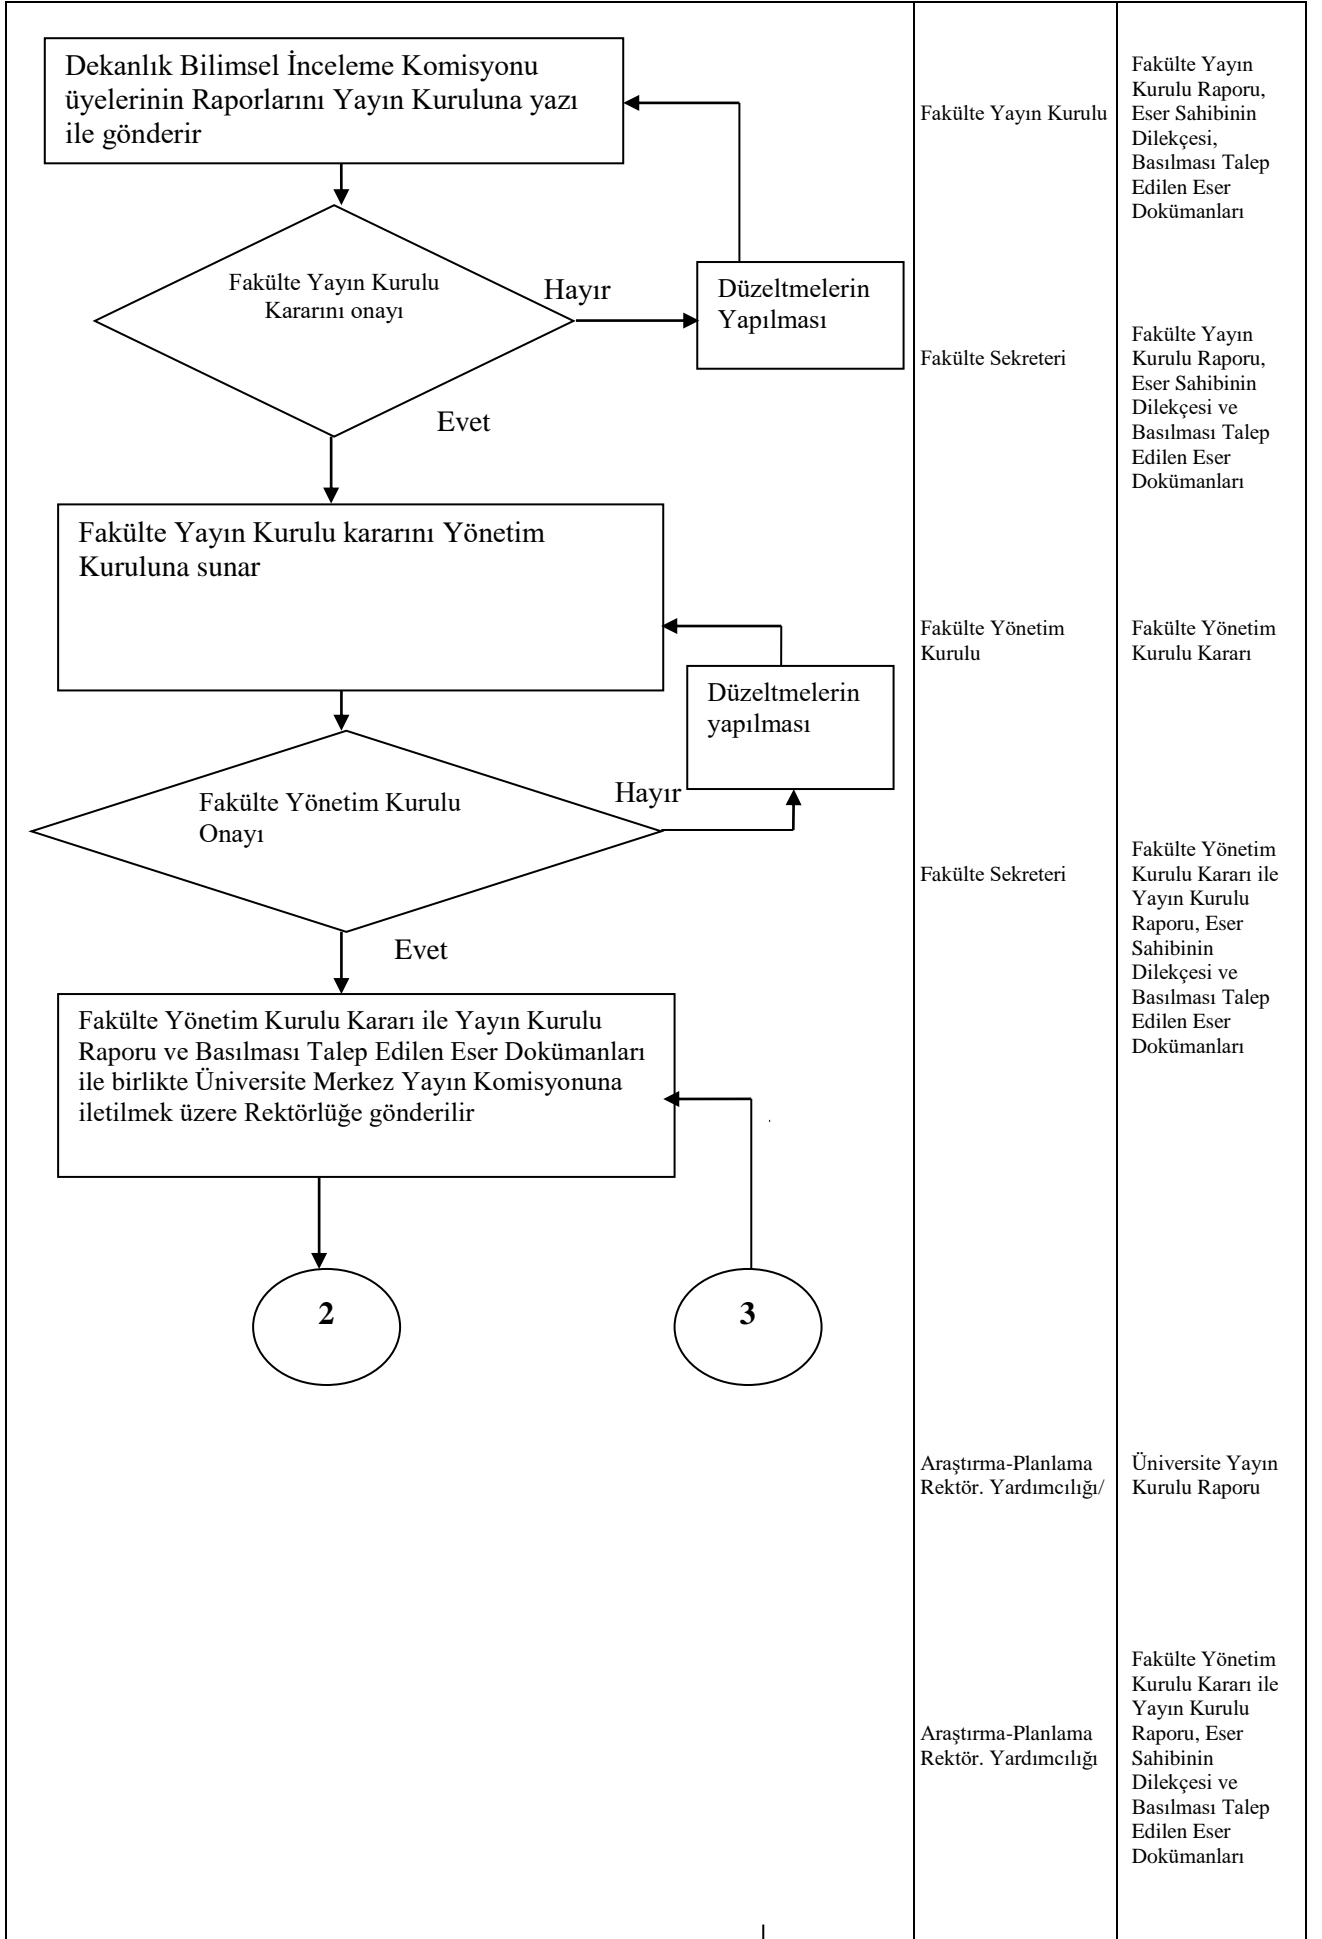 Dekanlık Bilimsel İnceleme Komisyonu
üyelerinin Raporlarını Yayın Kuruluna yazı
ile gönderir
Fakülte Yayın Kurulu
Kararını onayı
Hayır
Düzeltmelerin
Yapılması
Evet
Fakülte Yayın Kurulu kararını Yönetim
Kuruluna sunar
Düzeltmelerin
yapılması
Fakülte Yönetim Kurulu
Onayı
Hayır
Evet
Fakülte Yönetim Kurulu Kararı ile Yayın Kurulu
Raporu ve Basılması Talep Edilen Eser Dokümanları
ile birlikte Üniversite Merkez Yayın Komisyonuna
iletilmek üzere Rektörlüğe gönderilir
2
3
Fakülte Yayın Kurulu
Fakülte Sekreteri
Fakülte Yönetim
Kurulu
Fakülte Sekreteri
Araştırma-Planlama
Rektör. Yardımcılığı/
Araştırma-Planlama
Rektör. Yardımcılığı
Fakülte Yayın
Kurulu Raporu,
Eser Sahibinin
Dilekçesi,
Basılması Talep
Edilen Eser
Dokümanları
Fakülte Yayın
Kurulu Raporu,
Eser Sahibinin
Dilekçesi ve
Basılması Talep
Edilen Eser
Dokümanları
Fakülte Yönetim
Kurulu Kararı
Fakülte Yönetim
Kurulu Kararı ile
Yayın Kurulu
Raporu, Eser
Sahibinin
Dilekçesi ve
Basılması Talep
Edilen Eser
Dokümanları
Üniversite Yayın
Kurulu Raporu
Fakülte Yönetim
Kurulu Kararı ile
Yayın Kurulu
Raporu, Eser
Sahibinin
Dilekçesi ve
Basılması Talep
Edilen Eser
Dokümanları